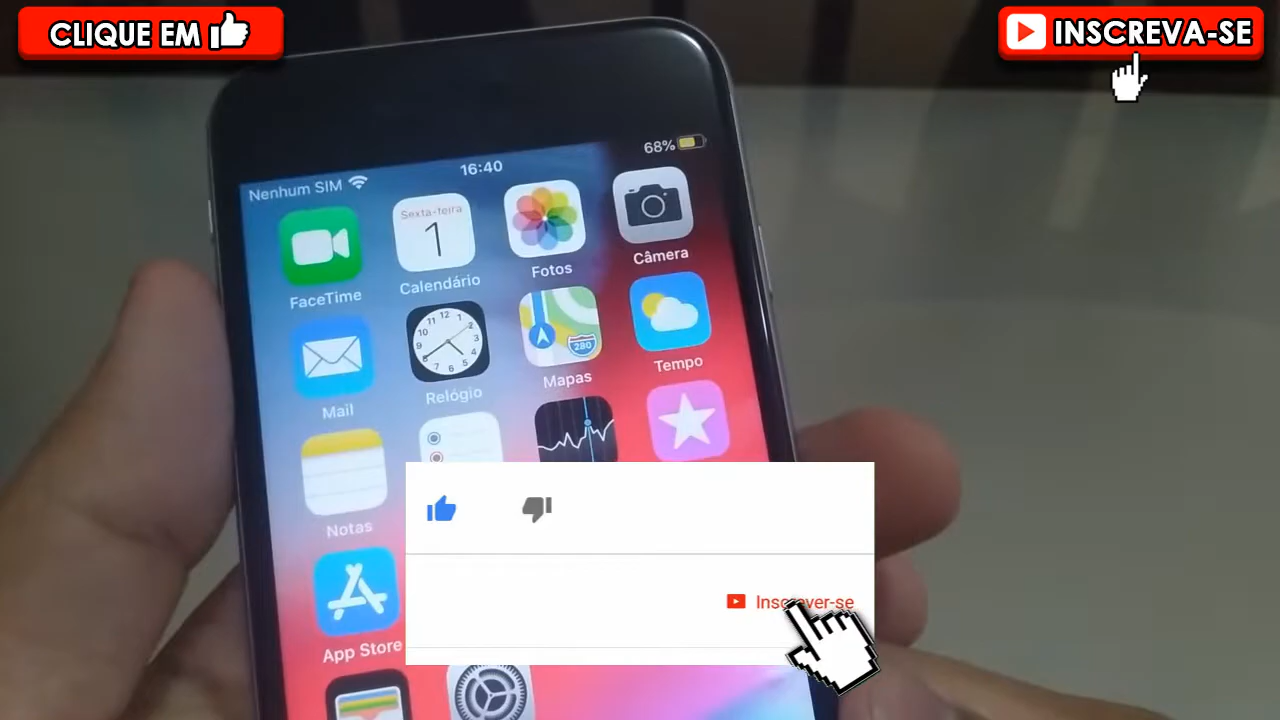 CLIQUE EM
INSCREVA-SE
Nenhum SIM
16:40
68%
Sexta-feira
1
FaceTime
Calendário
Fotos
Câmera
280
Mail
Relógio
Mapas
Tempo
Notas
Inscrever-se
App Store